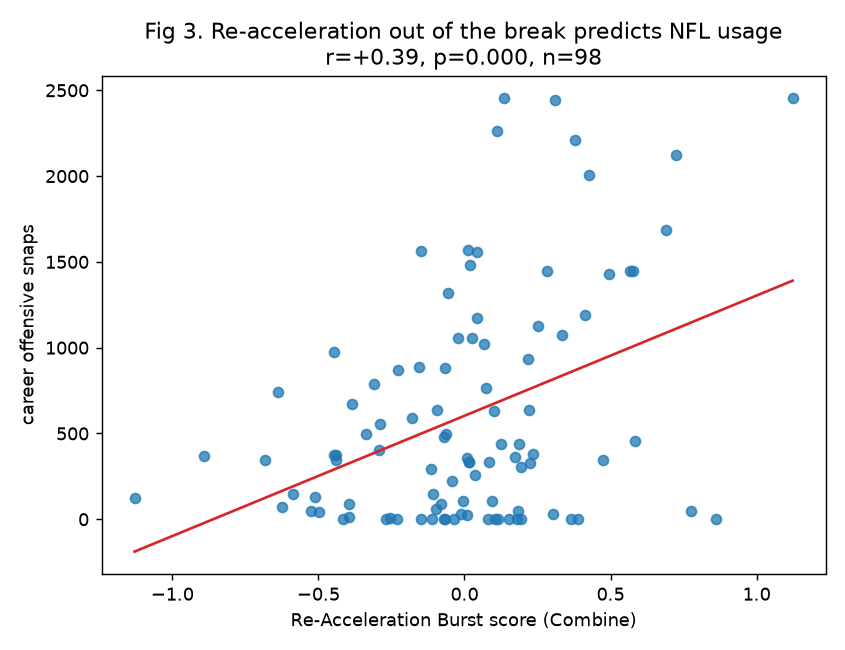 Fig 3. Re-acceleration out of the break predicts NFL usage
r=+0.39, p=0.000, n=98
2500
2000
1500
1000
500
0
career offensive snaps
−1.0
−0.5
0.0
0.5
1.0
Re-Acceleration Burst score (Combine)